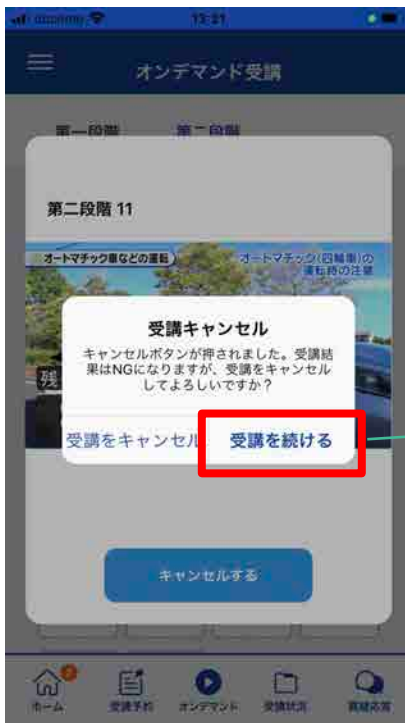 docomo 13:21
オンデマンド受講
第一段階 第二段階
第二段階 11
オートマチック車などの運転
オートマチック(四輪車)の
運転時の注意
受講キャンセル
キャンセルボタンが押されました。受講結
果はNGになりますが、受講をキャンセル
してよろしいですか？
残
受講をキャンセル 受講を続ける
キャンセルする
ホーム 受講予約 オンデマンド 受講状況 質疑応答